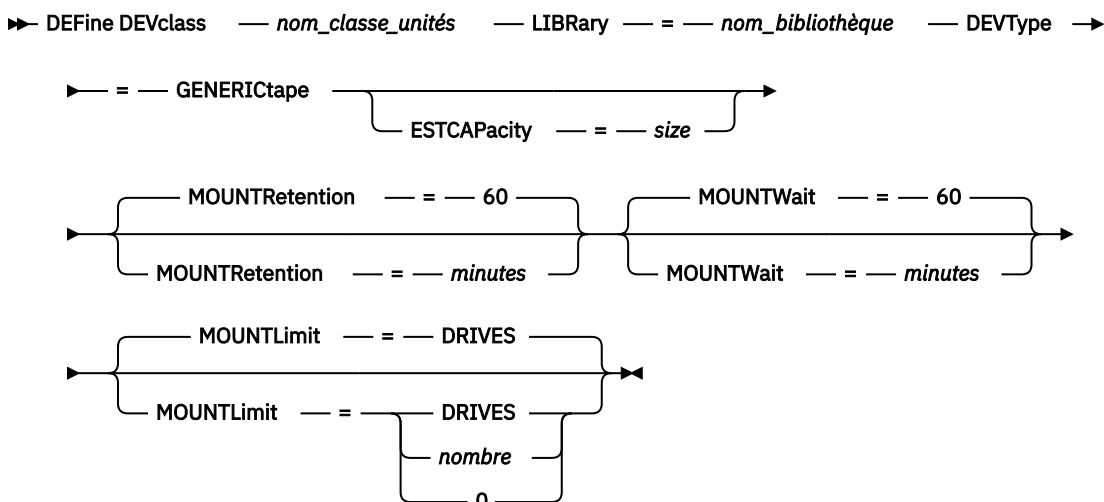 DEFine DEVclass nom_classe_unités LIBRary = nom_bibliothèque DEVType
= GENERICtape
ESTCAPacity = size
MOUNTRetention = 60 MOUNTWait = 60
MOUNTRetention = minutes MOUNTWait = minutes
MOUNTLimit = DRIVES
MOUNTLimit = DRIVES
nombre
0